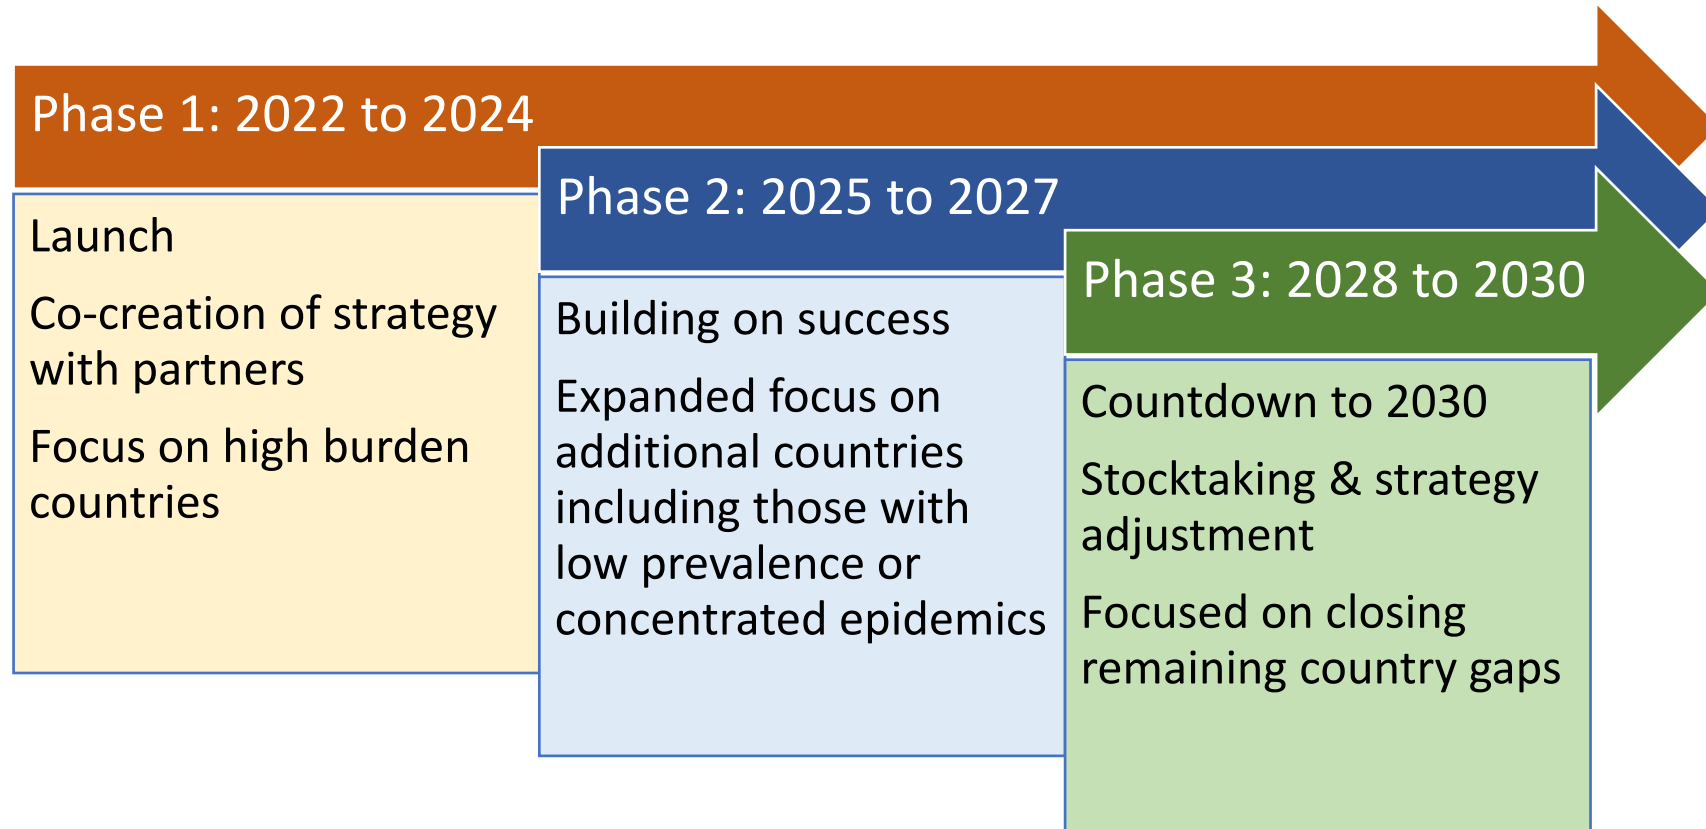 Phase 1: 2022 to 2024
Launch
Co-creation of strategy
with partners
Focus on high burden
countries
Phase 2: 2025 to 2027
Building on success
Expanded focus on
additional countries
including those with
low prevalence or
concentrated epidemics
Phase 3: 2028 to 2030
Countdown to 2030
Stocktaking & strategy
adjustment
Focused on closing
remaining country gaps